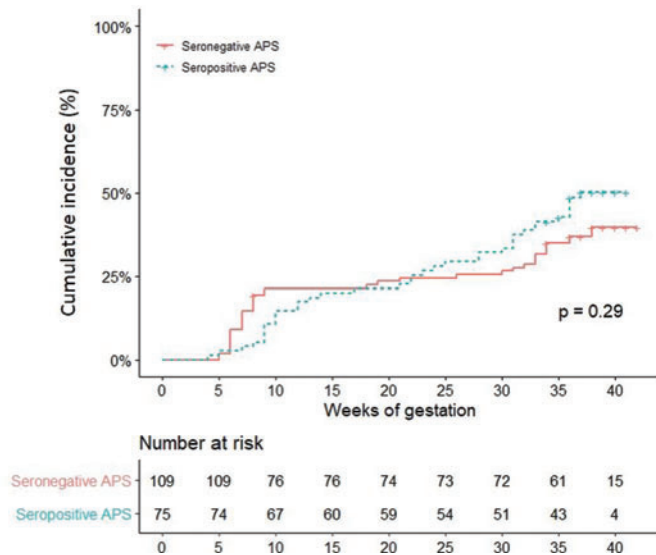 100%
Seronegative APS
Seropositive APS
75%
50%
25%
0%
Cumulative incidence (%)
p = 0.29
0 5 10 15 20 25 30 35 40
Weeks of gestation
Number at risk
Seronegative APS 109 109 76 76 74 73 72 61 15
Seropositive APS 75 74 67 60 59 54 51 43 4
0 5 10 15 20 25 30 35 40